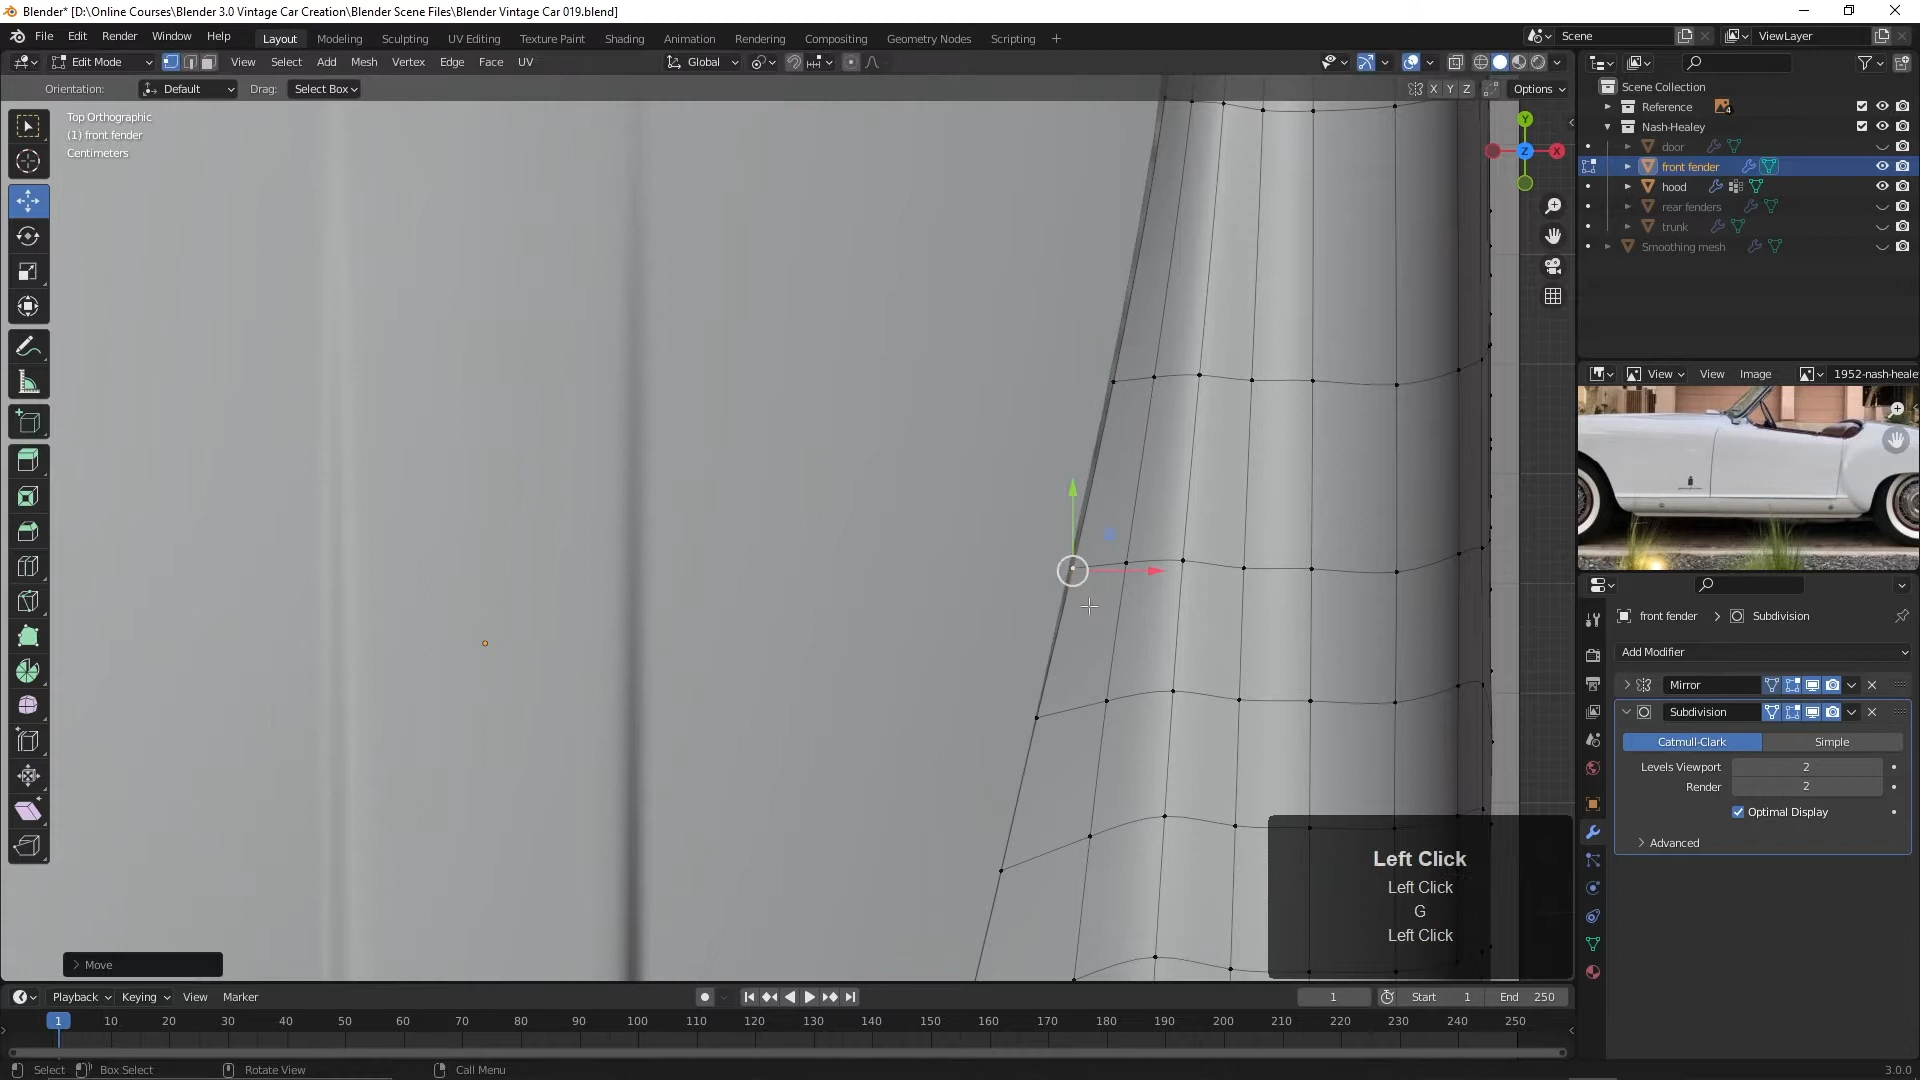 Blender* [D:\Online Courses\Blender 3.0 Vintage Car Creation\Blender Scene Files\Blender Vintage Car 019.blend]
File Edit Render Window Help Layout Modeling Sculpting UV Editing Texture Paint Shading Animation Rendering Compositing Geometry Nodes Scripting + Scene ViewLayer
Edit Mode View Select Add Mesh Vertex Edge Face UV Global
Orientation: Default Drag: Select Box X Y Z Options
Top Orthographic
(1) front fender
Centimeters
Y
Z X
Scene Collection
Reference 4
Nash-Healey
door
front fender
hood
rear fenders
trunk
Smoothing mesh
View View Image 1952-nash-heale
front fender > Subdivision
Add Modifier
Mirror
Subdivision
Catmull-Clark Simple
Levels Viewport 2
Render 2
Optimal Display
Advanced
Left Click
Left Click
G
Left Click
Move
Playback Keying View Marker 1 Start 1 End 250
1 10 20 30 40 50 60 70 80 90 100 110 120 130 140 150 160 170 180 190 200 210 220 230 240 250
Select Box Select Rotate View Call Menu 3.0.0